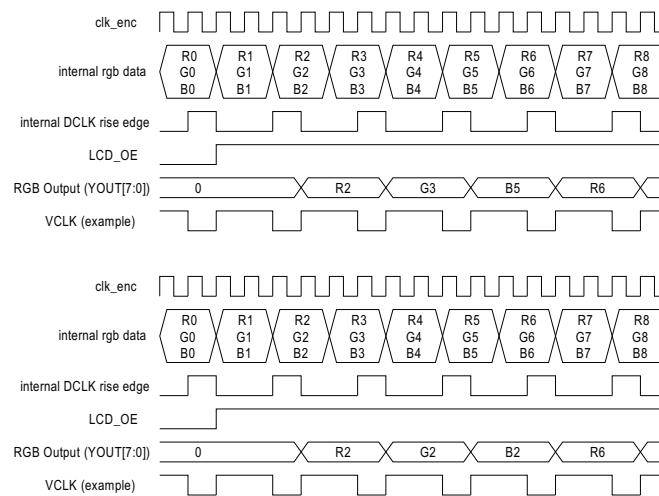 clk_enc
R0 R1 R2 R3 R4 R5 R6 R7 R8
internal rgb data G0 G1 G2 G3 G4 G5 G6 G7 G8
B0 B1 B2 B3 B4 B5 B6 B7 B8
internal DCLK rise edge
LCD_OE
RGB Output (YOUT[7:0]) 0 R2 G3 B5 R6
VCLK (example)
clk_enc
R0 R1 R2 R3 R4 R5 R6 R7 R8
internal rgb data G0 G1 G2 G3 G4 G5 G6 G7 G8
B0 B1 B2 B3 B4 B5 B6 B7 B8
internal DCLK rise edge
LCD_OE
RGB Output (YOUT[7:0]) 0 R2 G2 B2 R6
VCLK (example)